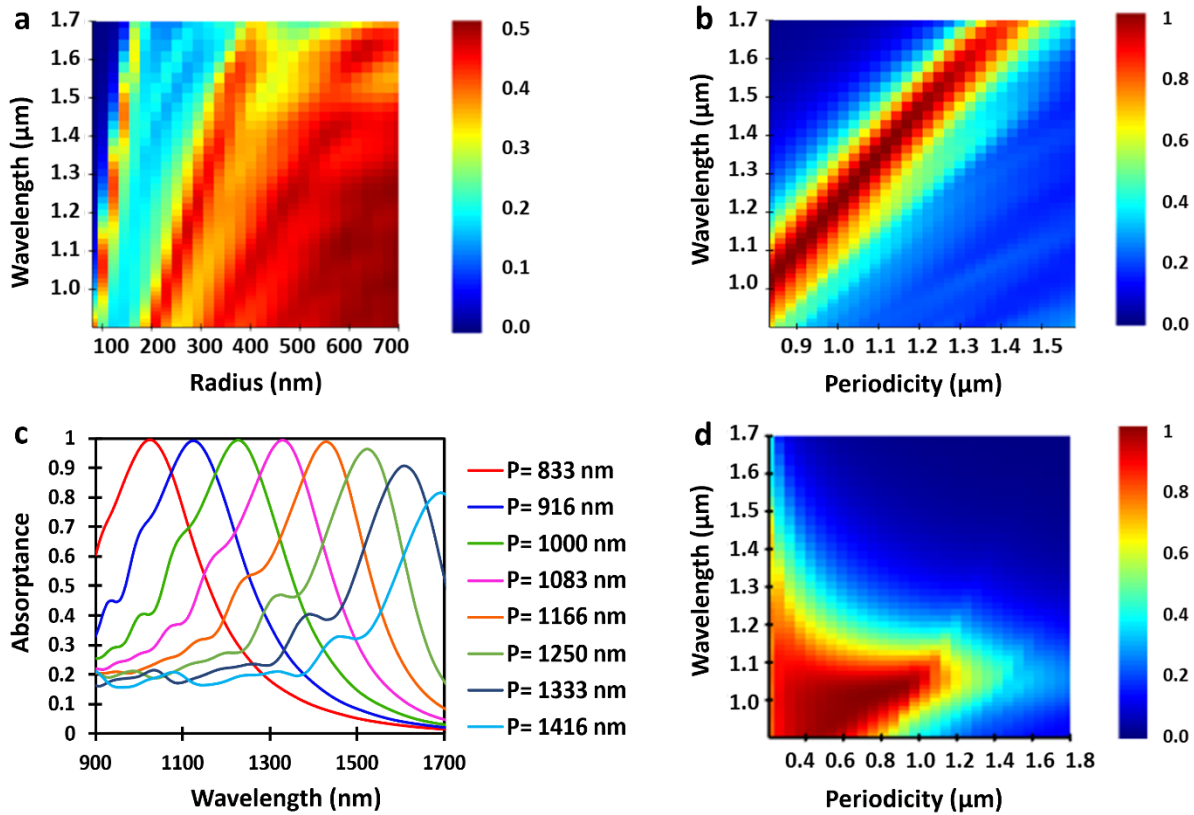 a
1.7
1.6
1.5
1.4
1.3
1.2
1.1
1.0
Wavelength (µm)
100 200 300 400 500 600 700
Radius (nm)
0.5
0.4
0.3
0.2
0.1
0.0
b
1.7
1.6
1.5
1.4
1.3
1.2
1.1
1.0
Wavelength (µm)
0.9 1.0 1.1 1.2 1.3 1.4 1.5
Periodicity (µm)
1
0.8
0.6
0.4
0.2
0.0
c
1
0.9
0.8
0.7
0.6
0.5
0.4
0.3
0.2
0.1
0
Absorptance
900 1100 1300 1500 1700
Wavelength (nm)
P= 833 nm
P= 916 nm
P= 1000 nm
P= 1083 nm
P= 1166 nm
P= 1250 nm
P= 1333 nm
P= 1416 nm
d
1.7
1.6
1.5
1.4
1.3
1.2
1.1
1.0
Wavelength (µm)
0.4 0.6 0.8 1.0 1.2 1.4 1.6 1.8
Periodicity (µm)
1
0.8
0.6
0.4
0.2
0.0